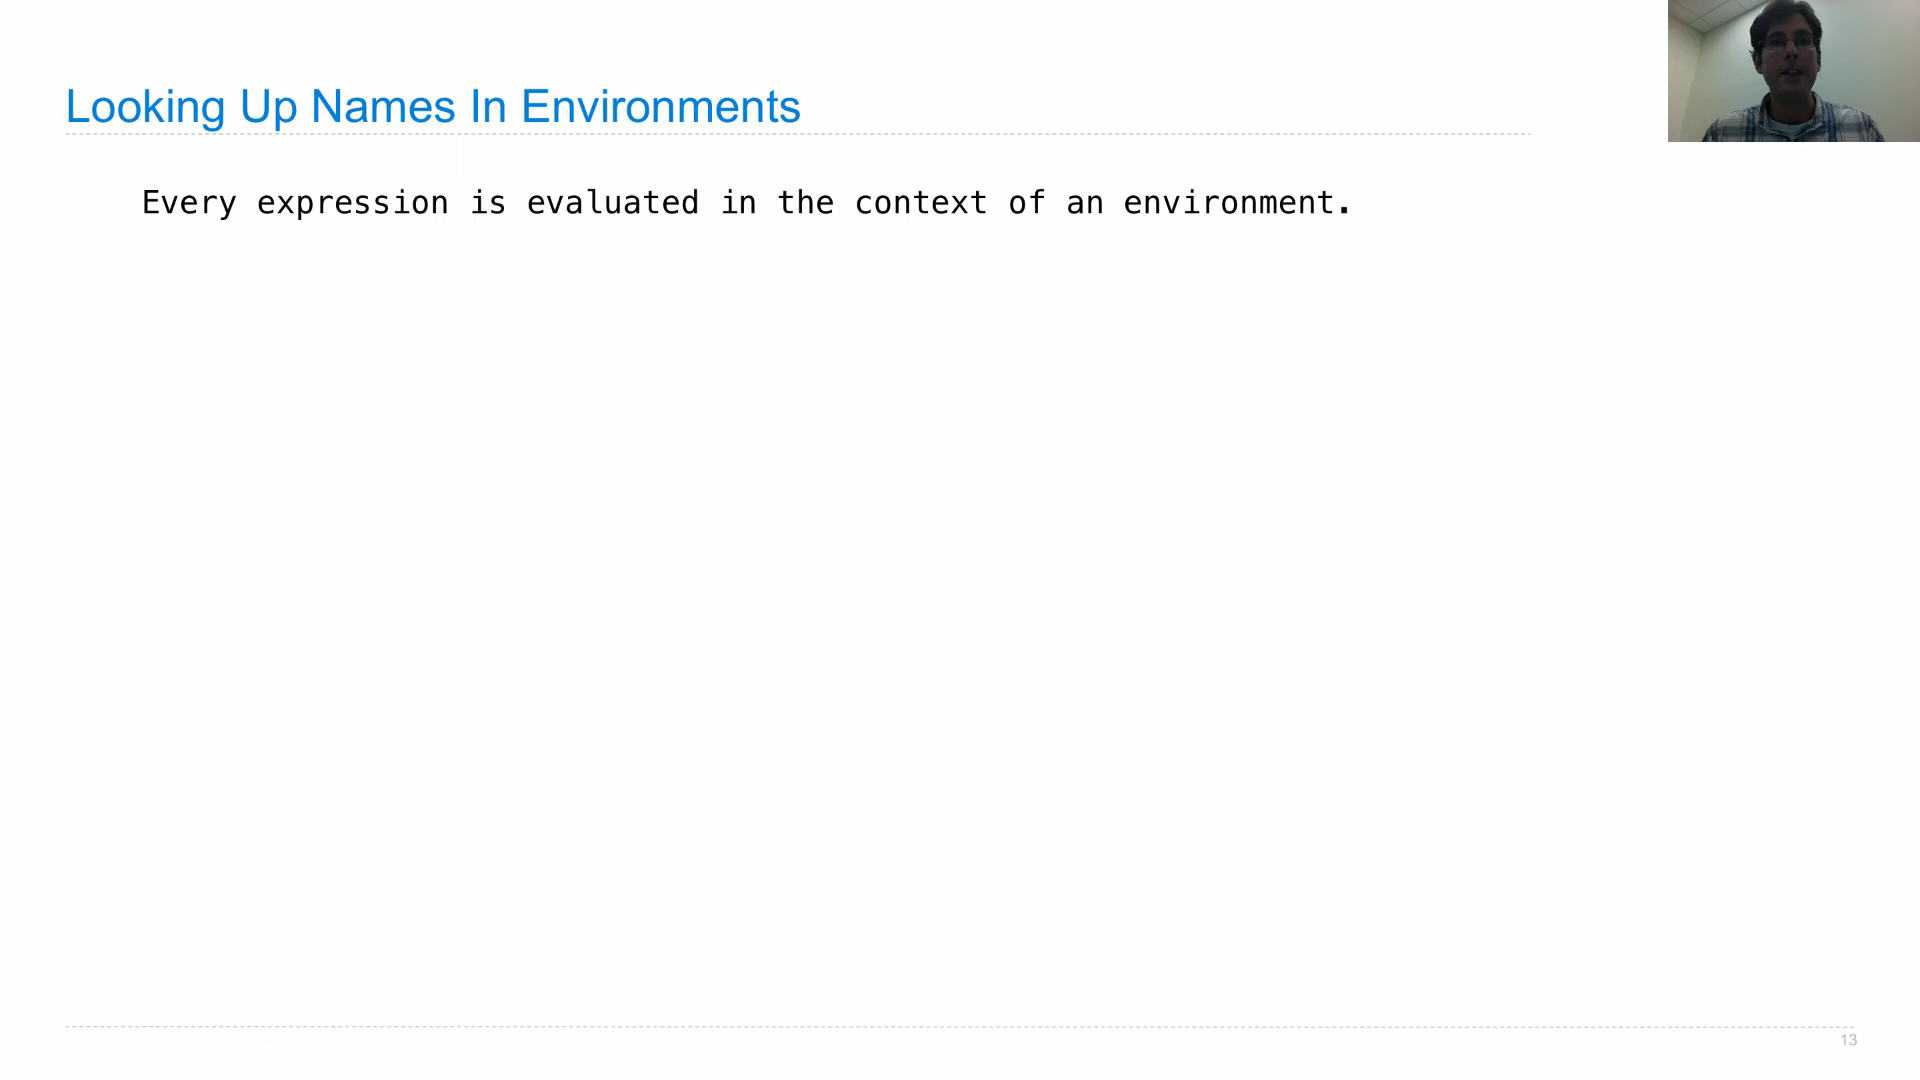 Looking Up Names In Environments
Every expression is evaluated in the context of an environment.
13